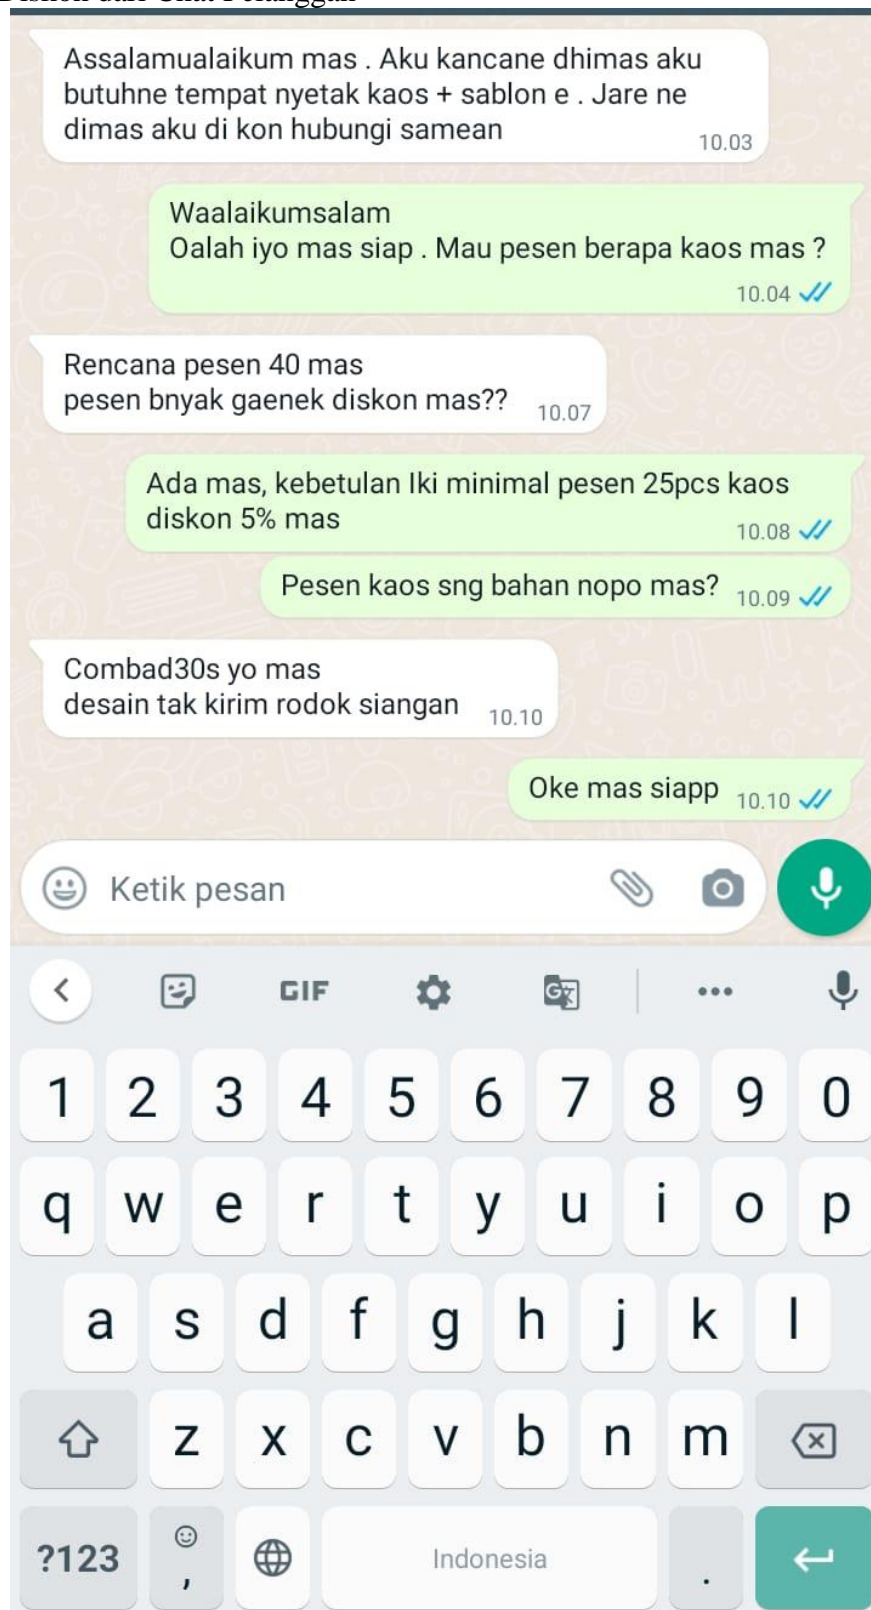 Assalamualaikum mas . Aku kancane dhimas aku
butuhne tempat nyetak kaos + sablon e . Jare ne
dimas aku di kon hubungi samean
10.03
Waalaikumsalam
Oalah iyo mas siap . Mau pesen berapa kaos mas ?
10.04
Rencana pesen 40 mas
pesen bnyak gaenek diskon mas?? 10.07
Ada mas, kebetulan Iki minimal pesen 25pcs kaos
diskon 5% mas
10.08
Pesen kaos sng bahan nopo mas? 10.09
Combad30s yo mas
desain tak kirim rodok siangan 10.10
Oke mas siapp 10.10
Ketik pesan
GIF
1 2 3 4 5 6 7 8 9 0
q w e r t y u i o p
a s d f g h j k l
z x c v b n m
?123 , Indonesia .